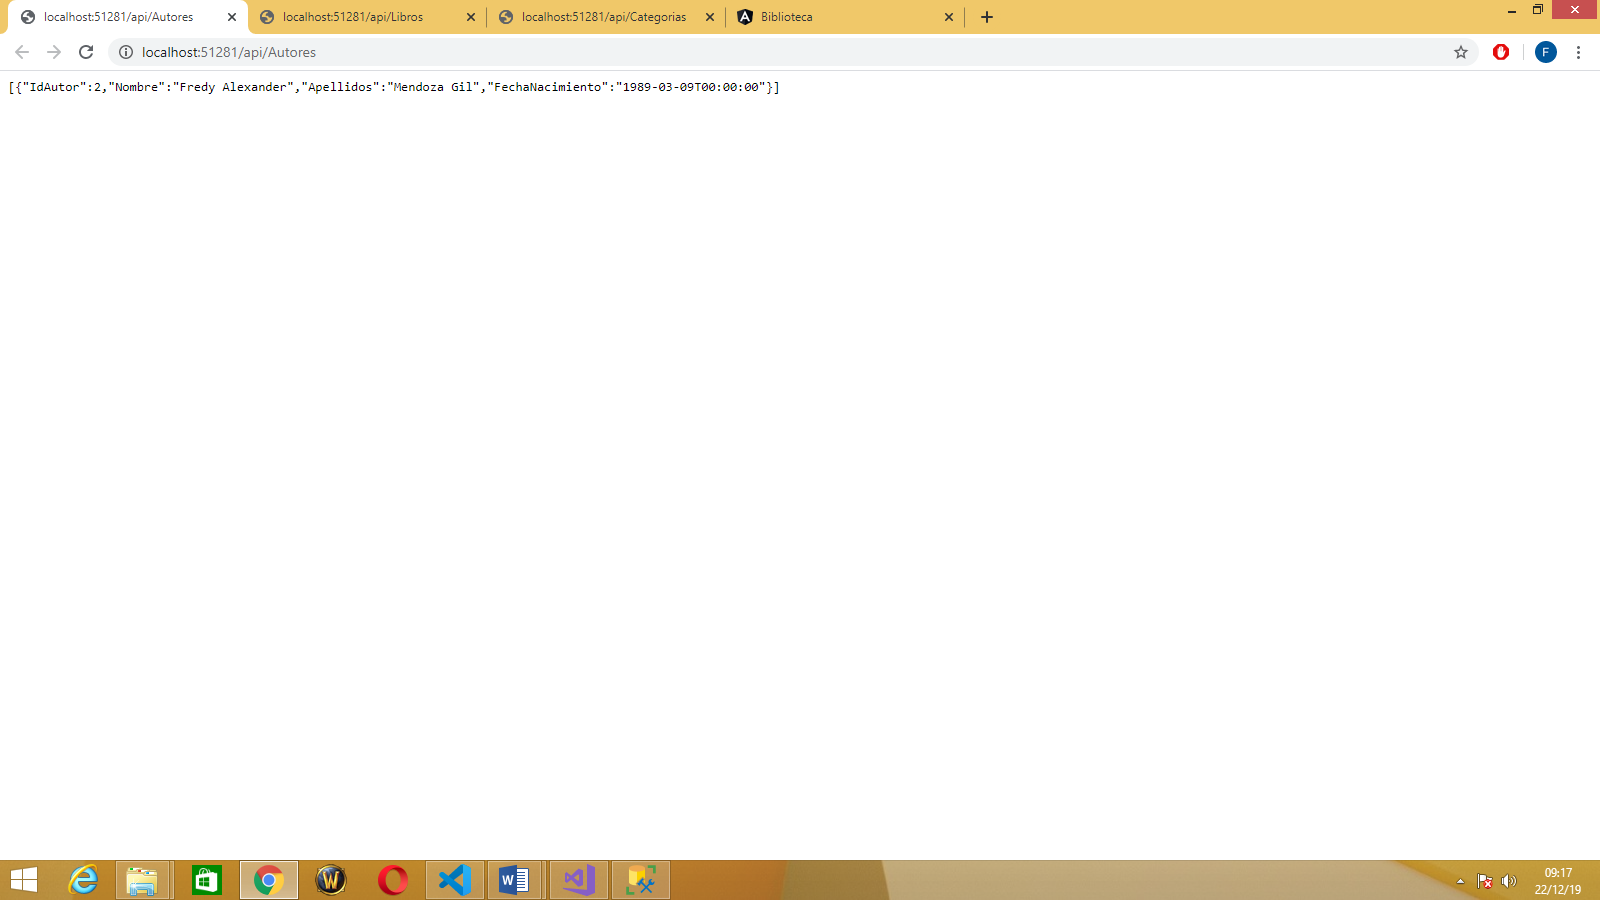 localhost:51281/api/Autores
localhost:51281/api/Libros
localhost:51281/api/Categorias
Biblioteca
localhost:51281/api/Autores
F
[{"IdAutor":2,"Nombre":"Fredy Alexander","Apellidos":"Mendoza Gil","FechaNacimiento":"1989-03-09T00:00:00"}]
09:17
22/12/19